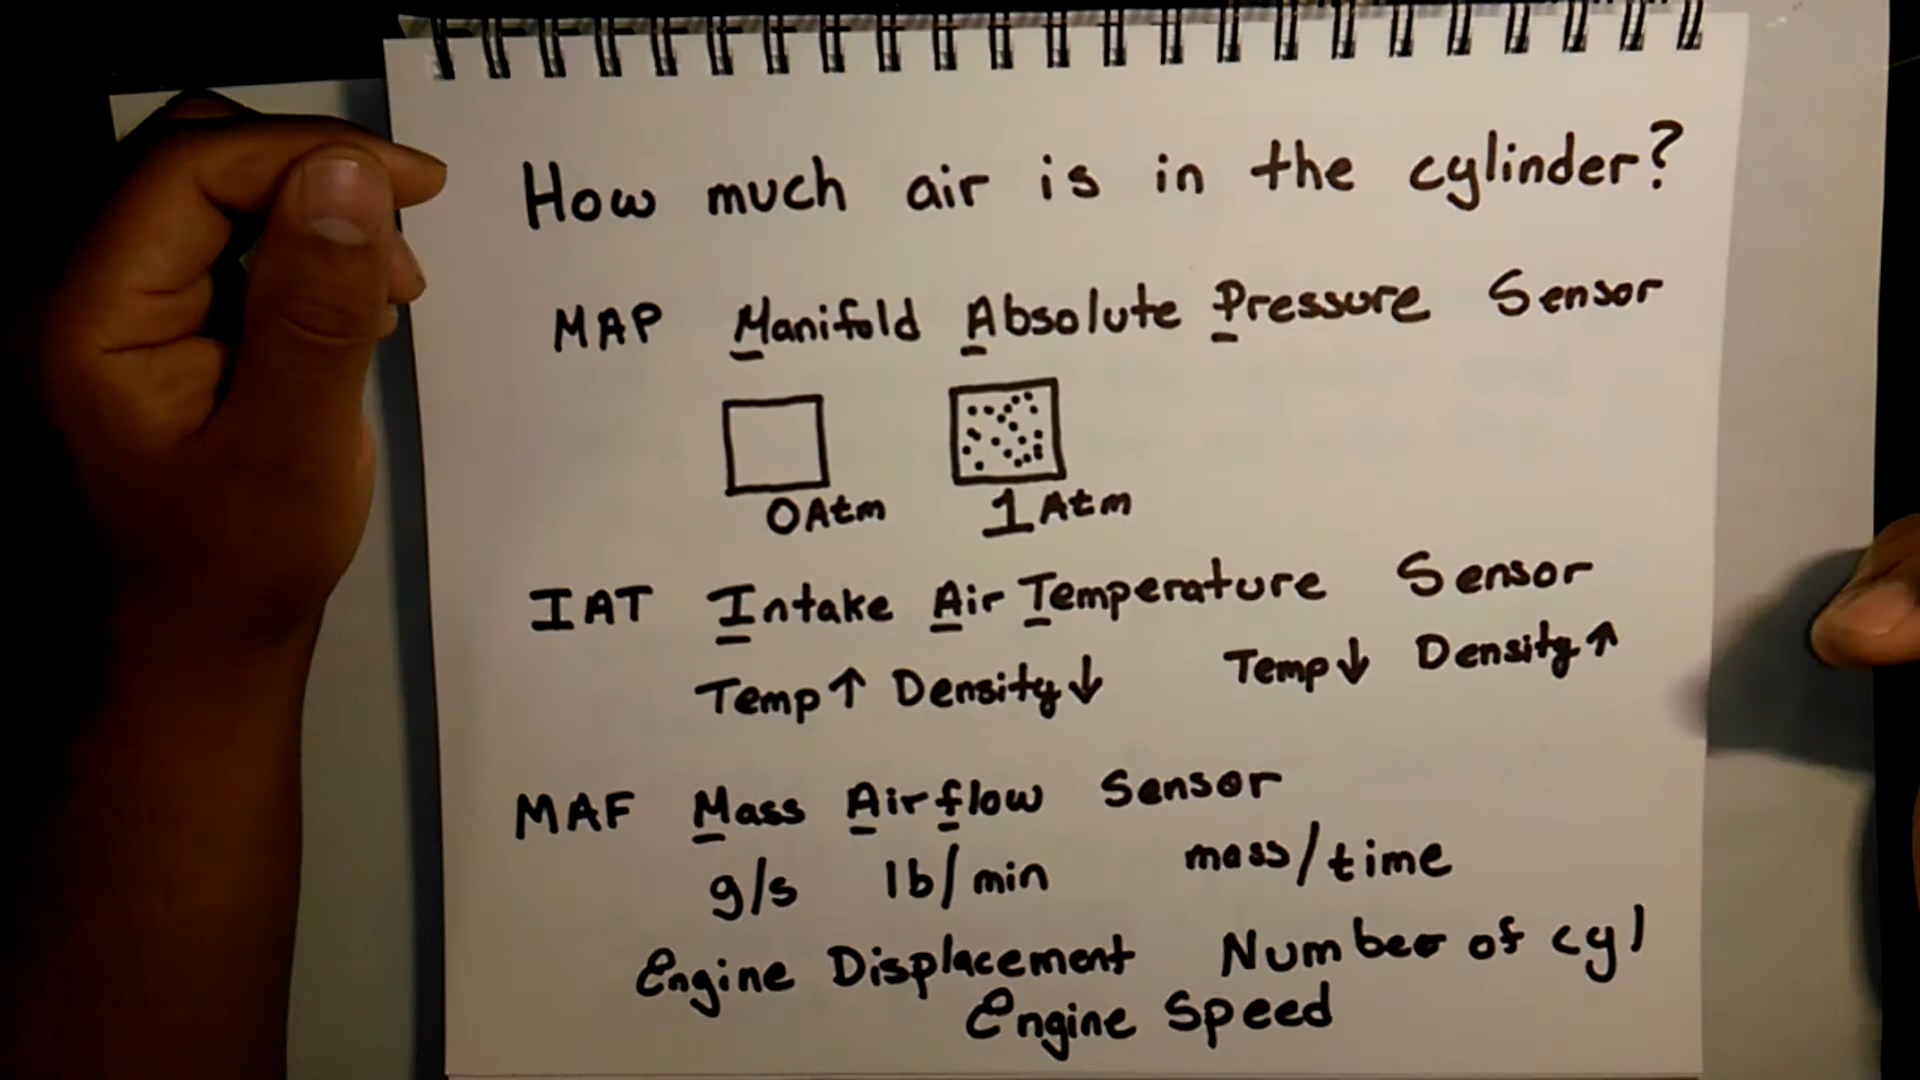 How much air is in the cylinder?
MAP Manifold Absolute Pressure Sensor
0Atm 1Atm
IAT Intake Air Temperature Sensor
Temp↑ Density↓ Temp↓ Density↑
MAF Mass Airflow Sensor
g/s lb/min mass/time
Engine Displacement Number of cyl
Engine Speed